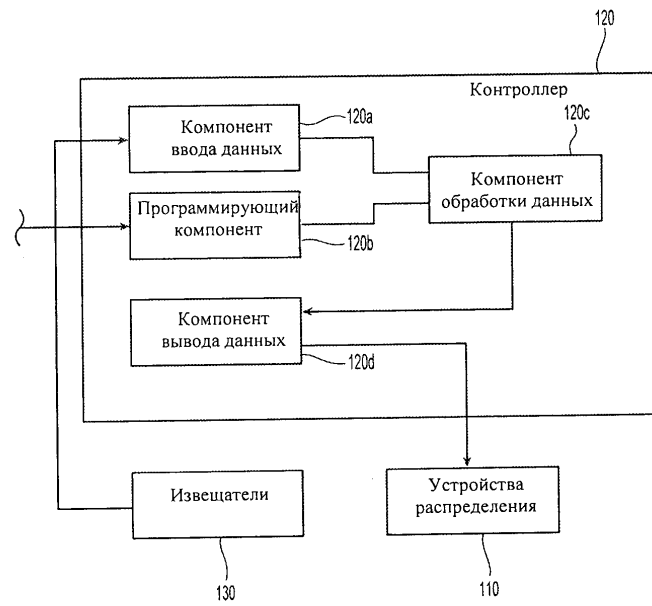 120
Контроллер
120a
Компонент
ввода данных
120c
Компонент
обработки данных
Программирующий
компонент
120b
Компонент
вывода данных
120d
Извещатели
Устройства
распределения
130
110